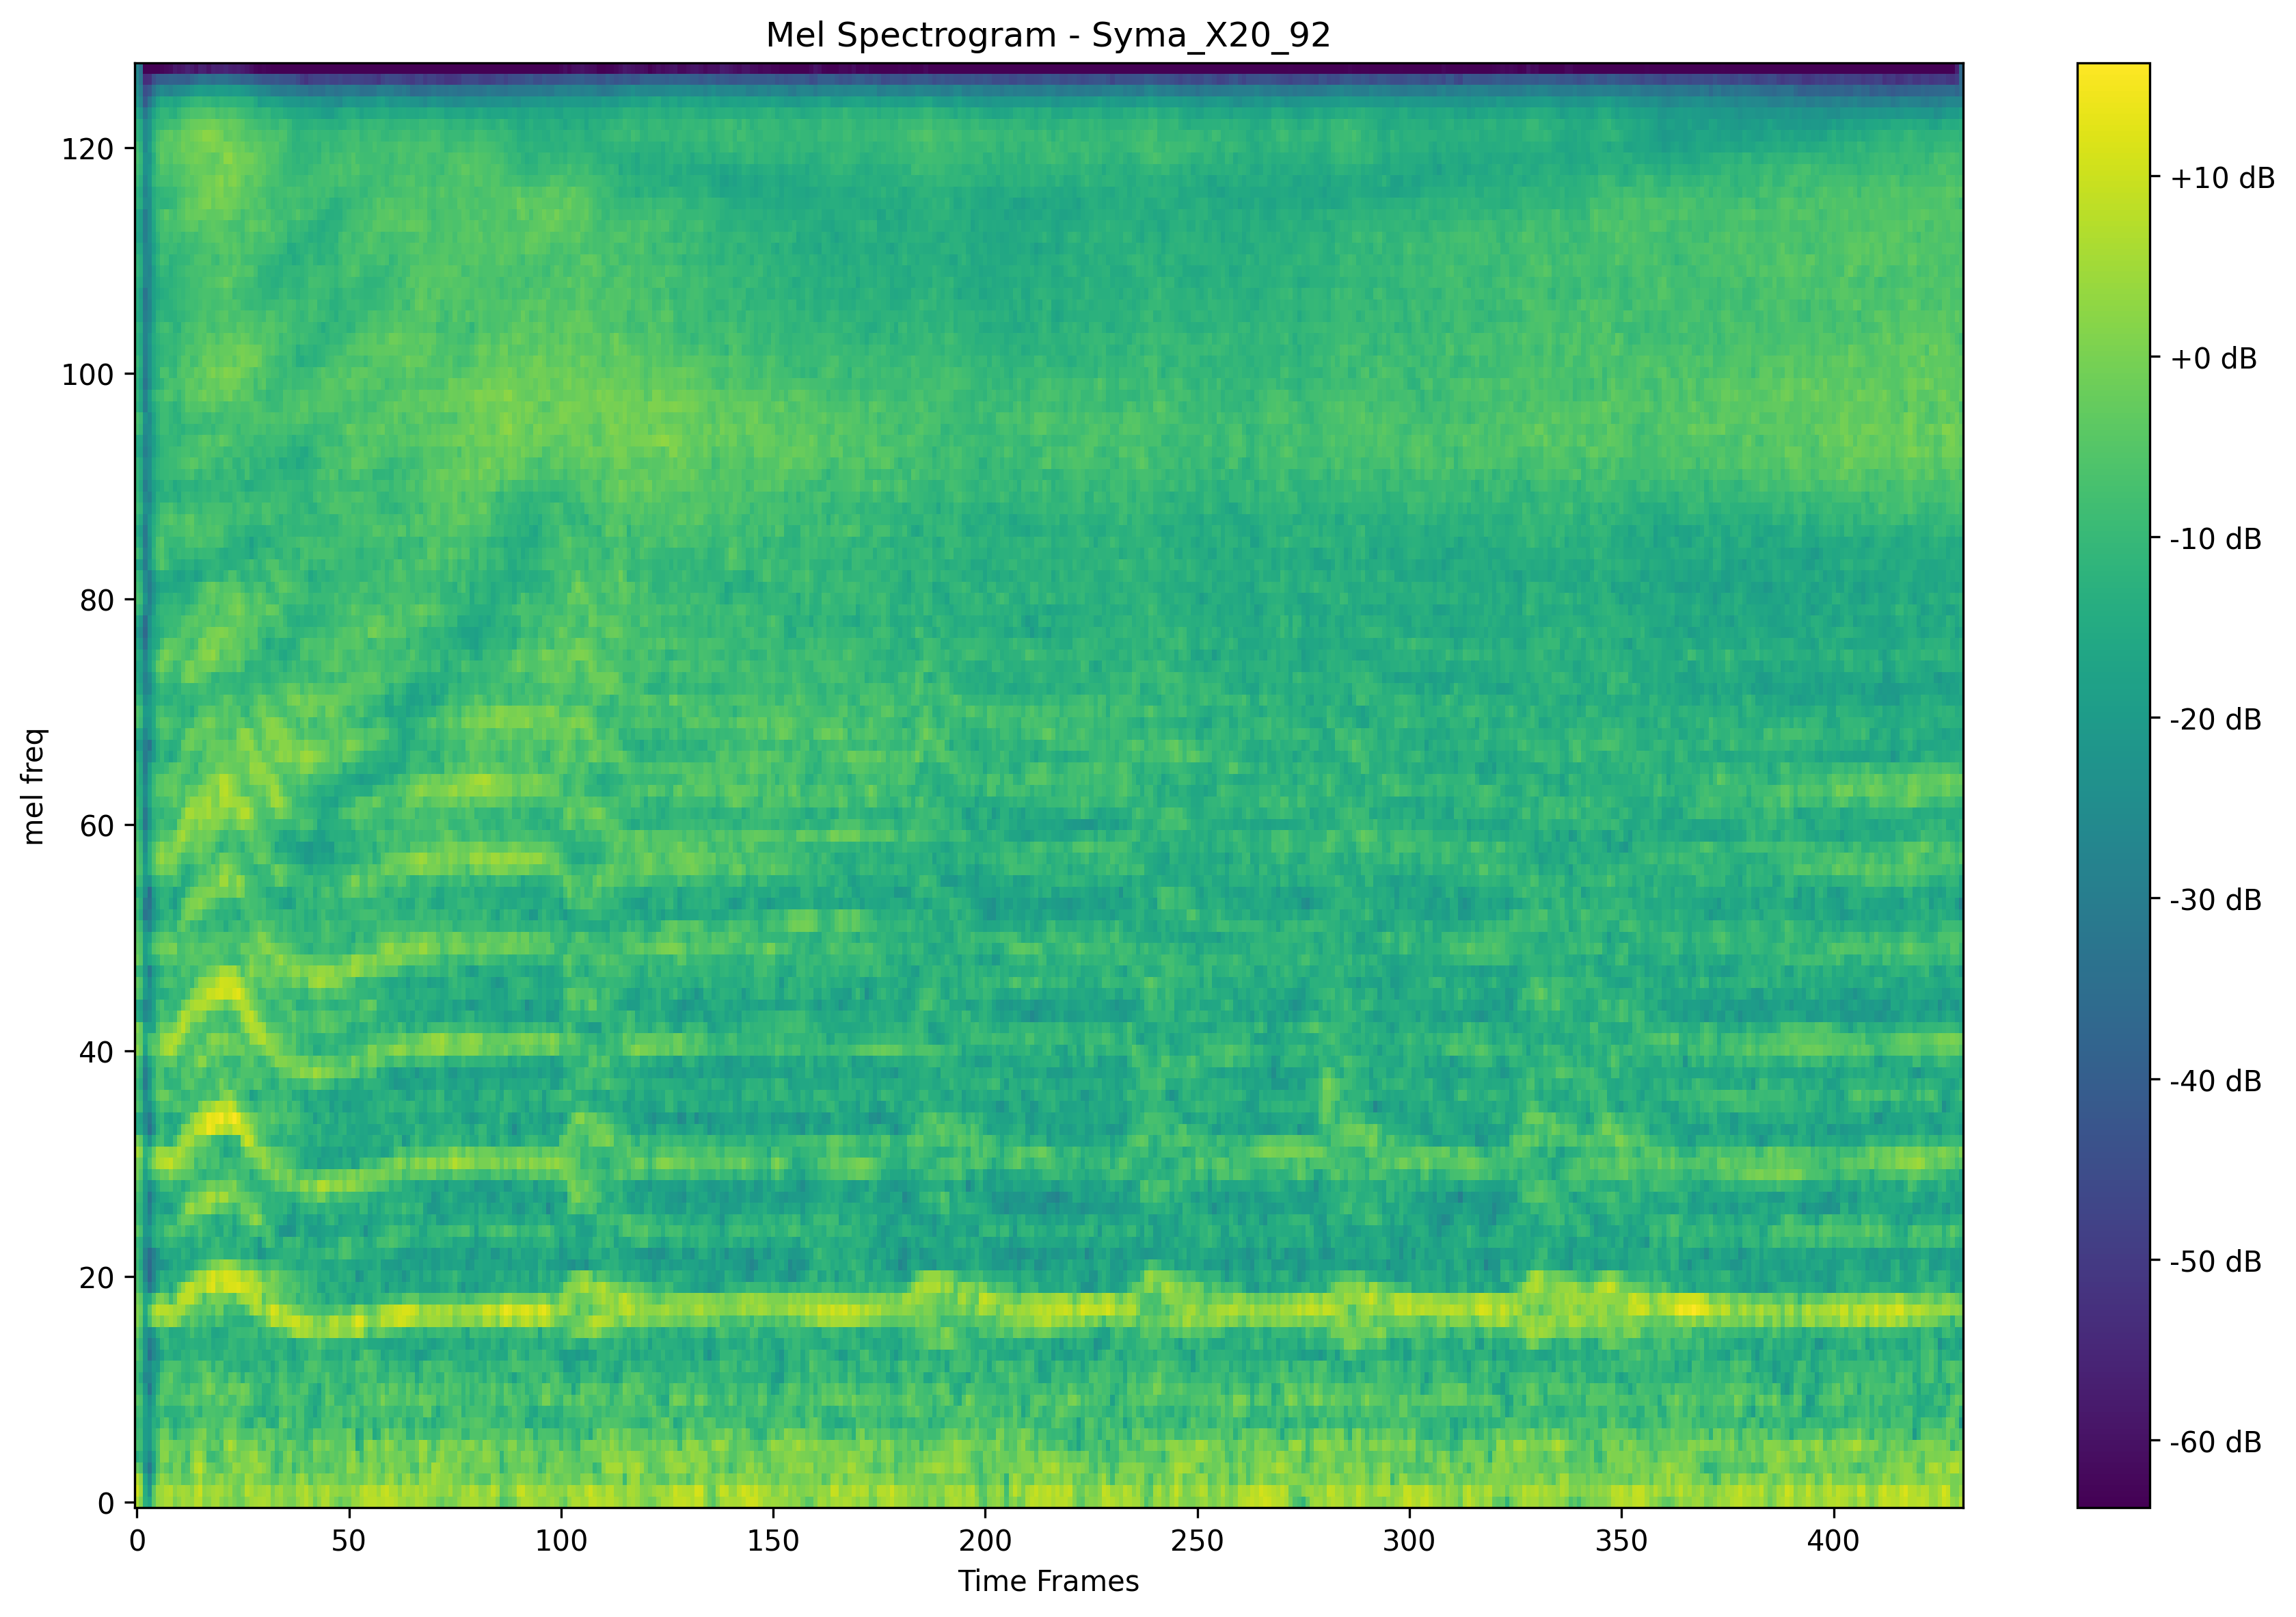 Mel Spectrogram - Syma_X20_92
mel freq
120
100
80
60
40
20
0
0 50 100 150 200 250 300 350 400
Time Frames
+10 dB
+0 dB
-10 dB
-20 dB
-30 dB
-40 dB
-50 dB
-60 dB